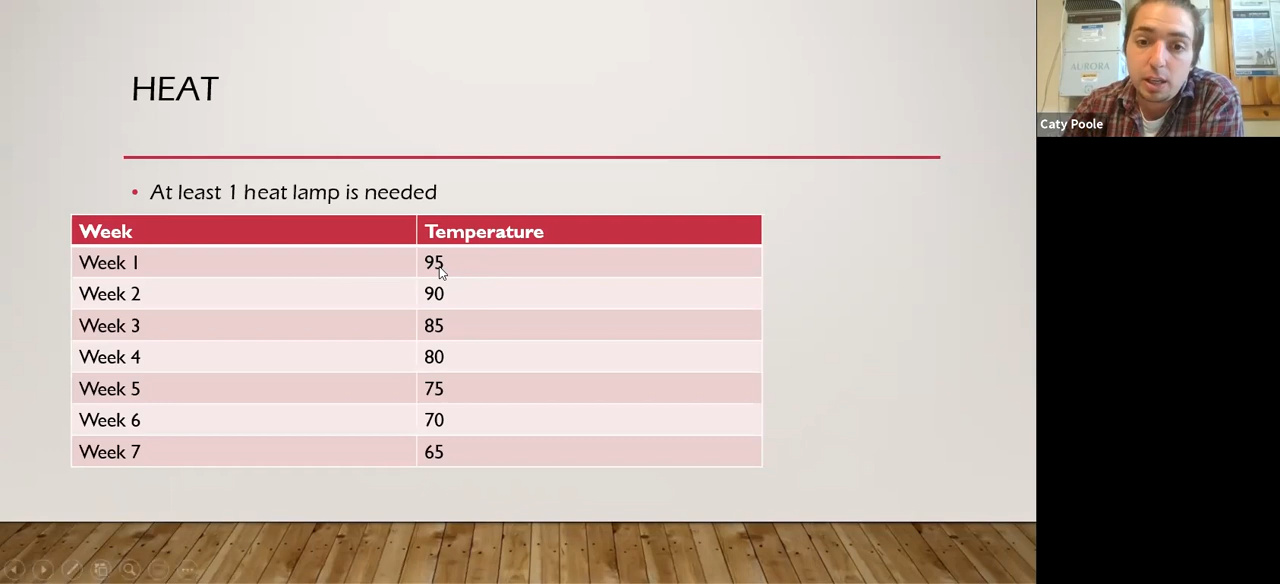 HEAT
• At least 1 heat lamp is needed
Week Temperature
Week 1 95
Week 2 90
Week 3 85
Week 4 80
Week 5 75
Week 6 70
Week 7 65
AURORA
Caty Poole